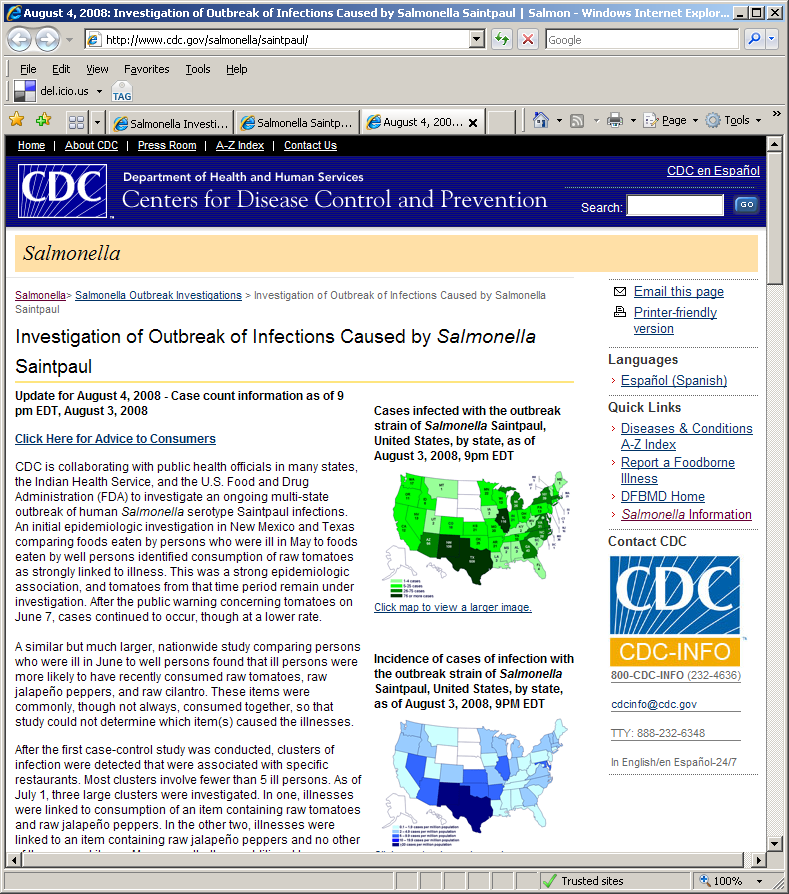 August 4, 2008: Investigation of Outbreak of Infections Caused by Salmonella Saintpaul | Salmon - Windows Internet Explor...
http://www.cdc.gov/salmonella/saintpaul/
Google
File Edit View Favorites Tools Help
del.icio.us
TAG
Salmonella Investi...
Salmonella Saintp...
August 4, 200...
Page
Tools
Home | About CDC | Press Room | A-Z Index | Contact Us
CDC
Department of Health and Human Services
Centers for Disease Control and Prevention
CDC en Español
Search:
GO
Salmonella
Salmonella> Salmonella Outbreak Investigations > Investigation of Outbreak of Infections Caused by Salmonella
Saintpaul
Investigation of Outbreak of Infections Caused by Salmonella
Saintpaul
Update for August 4, 2008 - Case count information as of 9
pm EDT, August 3, 2008
Click Here for Advice to Consumers
CDC is collaborating with public health officials in many states,
the Indian Health Service, and the U.S. Food and Drug
Administration (FDA) to investigate an ongoing multi-state
outbreak of human Salmonella serotype Saintpaul infections.
An initial epidemiologic investigation in New Mexico and Texas
comparing foods eaten by persons who were ill in May to foods
eaten by well persons identified consumption of raw tomatoes
as strongly linked to illness. This was a strong epidemiologic
association, and tomatoes from that time period remain under
investigation. After the public warning concerning tomatoes on
June 7, cases continued to occur, though at a lower rate.
A similar but much larger, nationwide study comparing persons
who were ill in June to well persons found that ill persons were
more likely to have recently consumed raw tomatoes, raw
jalapeño peppers, and raw cilantro. These items were
commonly, though not always, consumed together, so that
study could not determine which item(s) caused the illnesses.
After the first case-control study was conducted, clusters of
infection were detected that were associated with specific
restaurants. Most clusters involve fewer than 5 ill persons. As of
July 1, three large clusters were investigated. In one, illnesses
were linked to consumption of an item containing raw tomatoes
and raw jalapeño peppers. In the other two, illnesses were
linked to an item containing raw jalapeño peppers and no other
Cases infected with the outbreak
strain of Salmonella Saintpaul,
United States, by state, as of
August 3, 2008, 9pm EDT
1-4 cases
Click map to view a larger image.
Incidence of cases of infection with
the outbreak strain of Salmonella
Saintpaul, United States, by state,
as of August 3, 2008, 9PM EDT
Email this page
Printer-friendly
version
Languages
Español (Spanish)
Quick Links
Diseases & Conditions
A-Z Index
Report a Foodborne
Illness
DFBMD Home
Salmonella Information
Contact CDC
CDC
CDC-INFO
800-CDC-INFO (232-4636)
cdcinfo@cdc.gov
TTY: 888-232-6348
In English/en Español-24/7
Trusted sites
100%